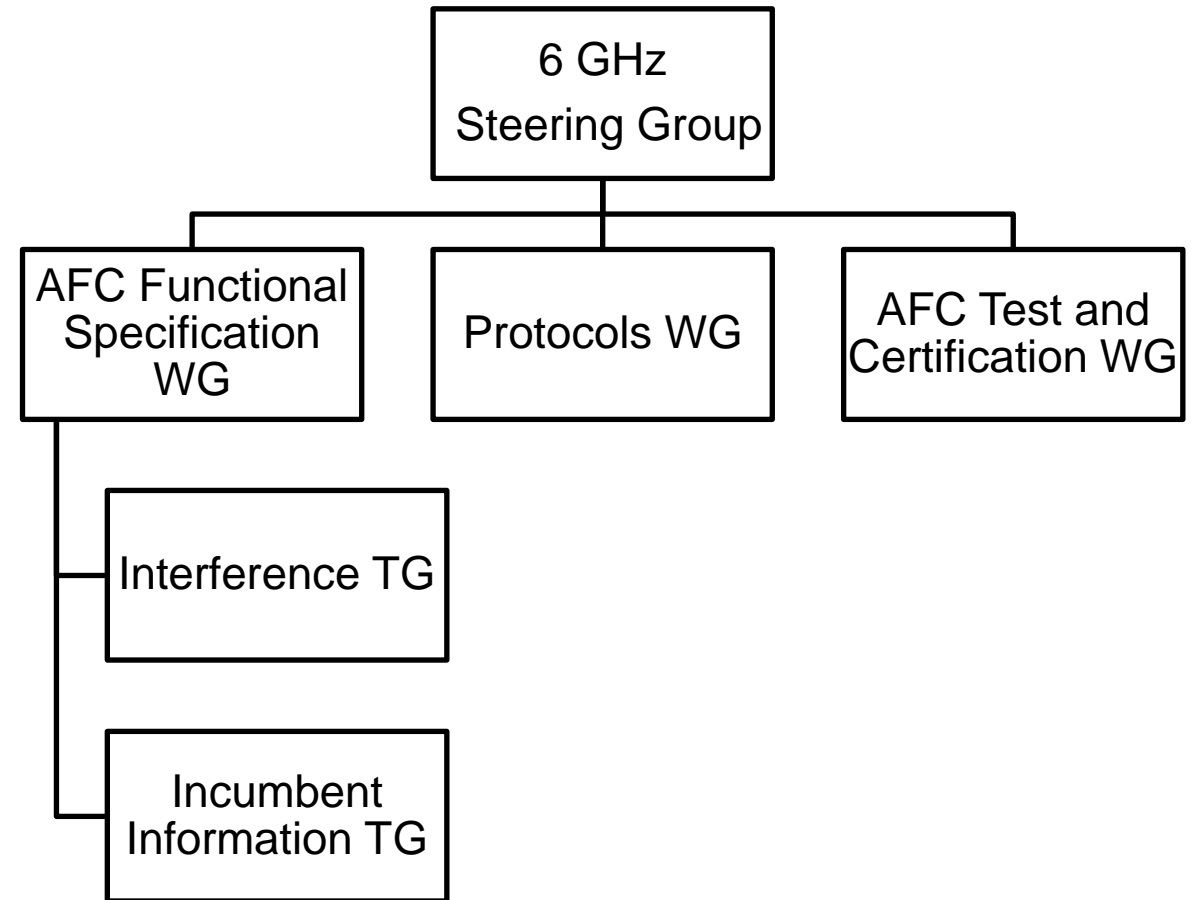 6 GHz
Steering Group
AFC Functional
Specification
WG
Protocols WG
AFC Test and
Certification WG
Interference TG
Incumbent
Information TG